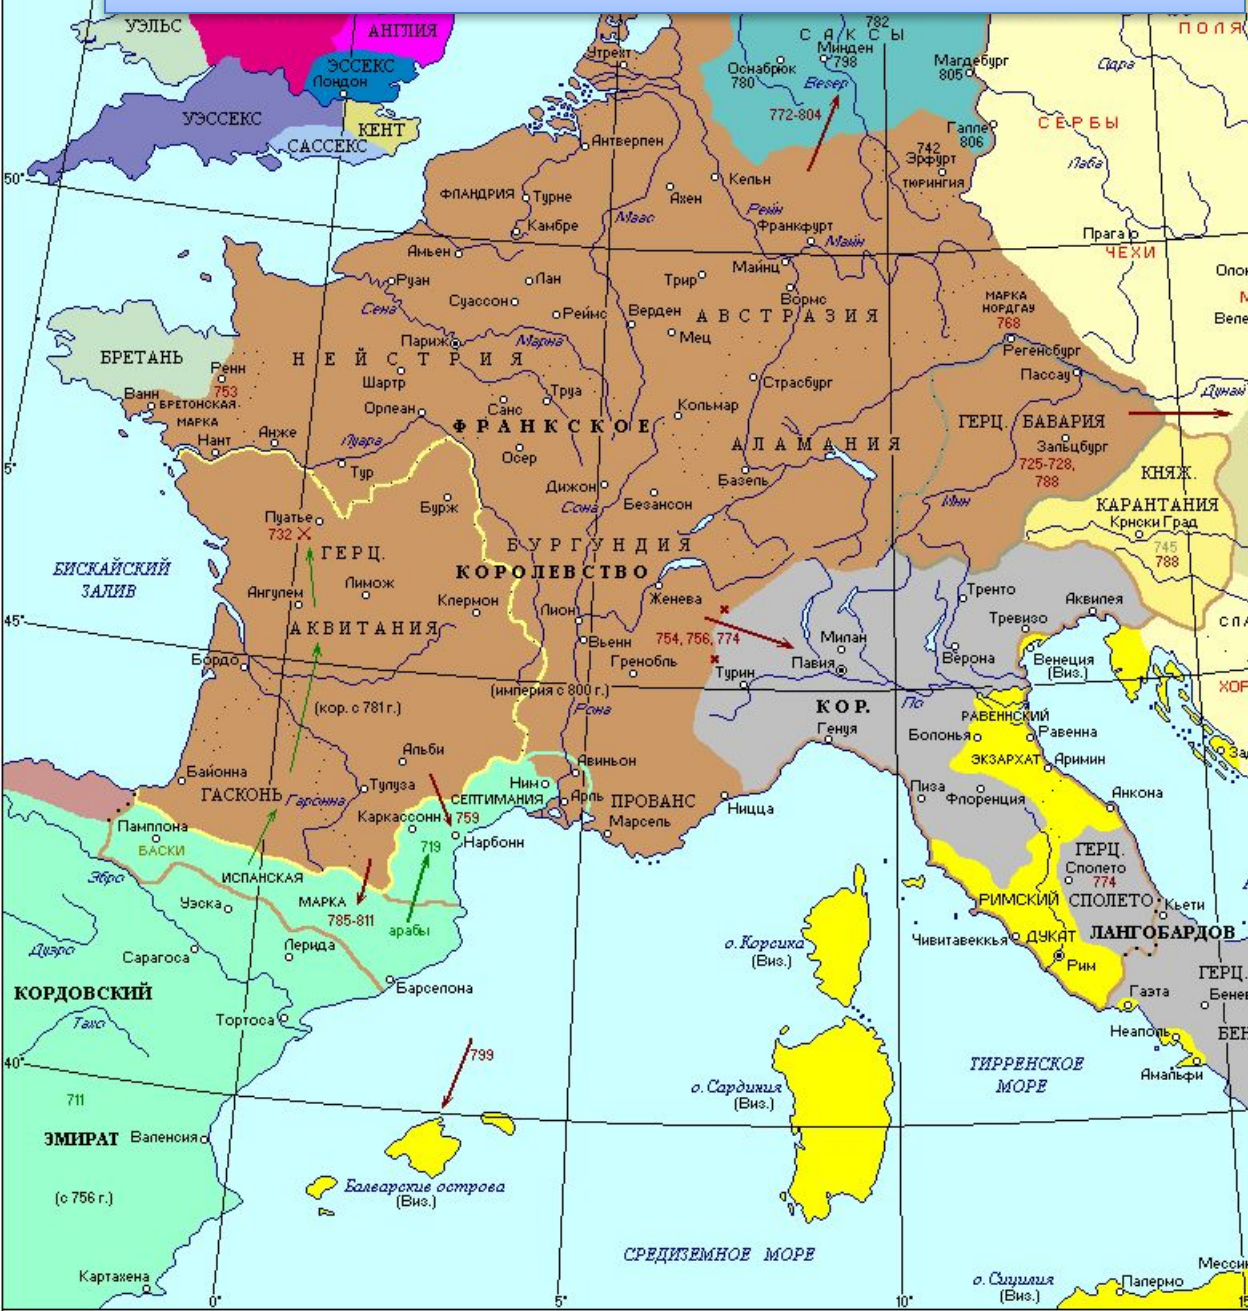 УЭЛЬС
АНГЛИЯ
ЭССЕКС
Лондон
УЭССЕКС
КЕНТ
САССЕКС
Утрехт
782
САКСЫ
Минден
798
Оснабрюк
780
Везер
772-804
Магдебург
805
Галле
806
742
Эрфурт
ТЮРИНГИЯ
Одра
ПОЛЯ
СЕРБЫ
Лаба
Прага
ЧЕХИ
50°
Антверпен
ФЛАНДРИЯ
Турне
Камбре
Маас
Ахен
Кельн
Рейн
Франкфурт
Майн
Амьен
Руан
Лан
Суассон
Сена
Реймс
Верден
Трир
Майнц
Вормс
АВСТРАЗИЯ
Мец
МАРКА
НОРДГАУ
768
Регенсбург
Пассау
Дунай
БРЕТАНЬ
Ренн
753
Ванн
БРЕТОНСКАЯ
МАРКА
Нант
Анже
НЕЙСТРИЯ
Париж
Марна
Шартр
Орлеан
Санс
Труа
Страсбург
Кольмар
ФРАНКСКОЕ
АЛАМАНИЯ
ГЕРЦ. БАВАРИЯ
Зальцбург
725-728,
788
КНЯЖ.
КАРАНТАНИЯ
Крнски Град
745
788
5°
Луара
Тур
Осер
Дижон
Безансон
Базель
Инн
Сона
Бурж
Пуатье
732
ГЕРЦ.
БУРГУНДИЯ
КОРОЛЕВСТВО
БИСКАЙСКИЙ
ЗАЛИВ
Ангулем
Лимож
Клермон
Лион
Женева
АКВИТАНИЯ
Вьенн
Гренобль
754, 756, 774
Милан
Павия
Турин
Тренто
Тревизо
Аквилея
Верона
Венеция
(Виз.)
45°
Бордо
(империя с 800 г.)
(кор. с 781 г.)
Рона
КОР.
По
РАВЕННСКИЙ
Генуя
Болонья
Равенна
ЭКЗАРХАТ
Аримин
Альби
Байонна
ГАСКОНЬ
Гаронна
Тулуза
Ним
СЕПТИМАНИЯ
Авиньон
Арль
ПРОВАНС
Марсель
Ницца
Пиза
Флоренция
Анкона
Каркассонн
759
719
Нарбонн
Памплона
БАСКИ
ИСПАНСКАЯ
МАРКА
785-811
арабы
Эбро
Уэска
Лерида
Сарагоса
Дуэро
Барселона
Тортоса
КОРДОВСКИЙ
Тахо
40°
711
ЭМИРАТ
Валенсия
(с 756 г.)
Картахена
799
Балеарские острова
(Виз.)
о. Корсика
(Виз.)
о. Сардиния
(Виз.)
ГЕРЦ.
Сполето
774
СПОЛЕТО
Кьети
РИМСКИЙ
ДУКАТ
Чивитавеккья
Рим
ЛАНГОБАРДОВ
ГЕРЦ.
Гаэта
Неаполь
Амальфи
ТИРРЕНСКОЕ
МОРЕ
СРЕДИЗЕМНОЕ МОРЕ
о. Сицилия
(Виз.)
Палермо
0°
5°
10°